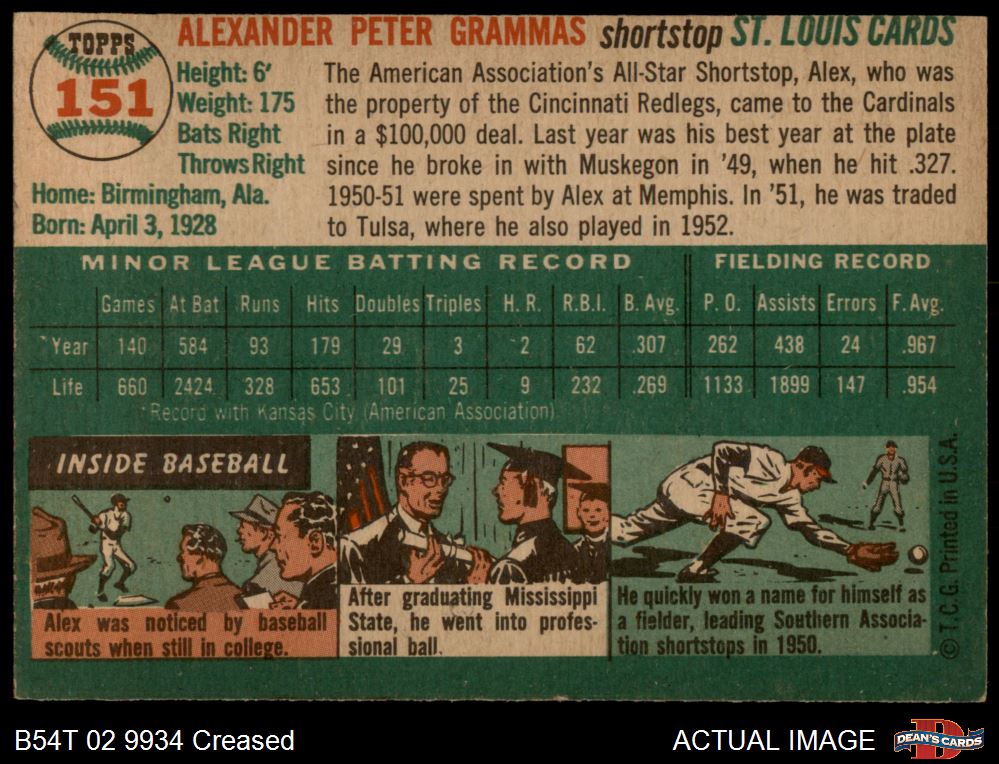 TOPPS
151
ALEXANDER PETER GRAMMAS shortstop ST. LOUIS CARDS
Height: 6'
Weight: 175
Bats Right
Throws Right
Home: Birmingham, Ala.
Born: April 3, 1928
The American Association's All-Star Shortstop, Alex, who was
the property of the Cincinnati Redlegs, came to the Cardinals
in a $100,000 deal. Last year was his best year at the plate
since he broke in with Muskegon in '49, when he hit .327.
1950-51 were spent by Alex at Memphis. In '51, he was traded
to Tulsa, where he also played in 1952.
MINOR LEAGUE BATTING RECORD FIELDING RECORD
Games At Bat Runs Hits Doubles Triples H. R. R.B.I. B. Avg. P. O. Assists Errors F. Avg.
*Year 140 584 93 179 29 3 2 62 .307 262 438 24 .967
Life 660 2424 328 653 101 25 9 232 .269 1133 1899 147 .954
*Record with Kansas City (American Association)
INSIDE BASEBALL
Alex was noticed by baseball
scouts when still in college.
After graduating Mississippi
State, he went into profes-
sional ball.
He quickly won a name for himself as
a fielder, leading Southern Associa-
tion shortstops in 1950.
© T.C.G. Printed in U.S.A.
B54T 02 9934 Creased ACTUAL IMAGE
D
DEAN'S CARDS